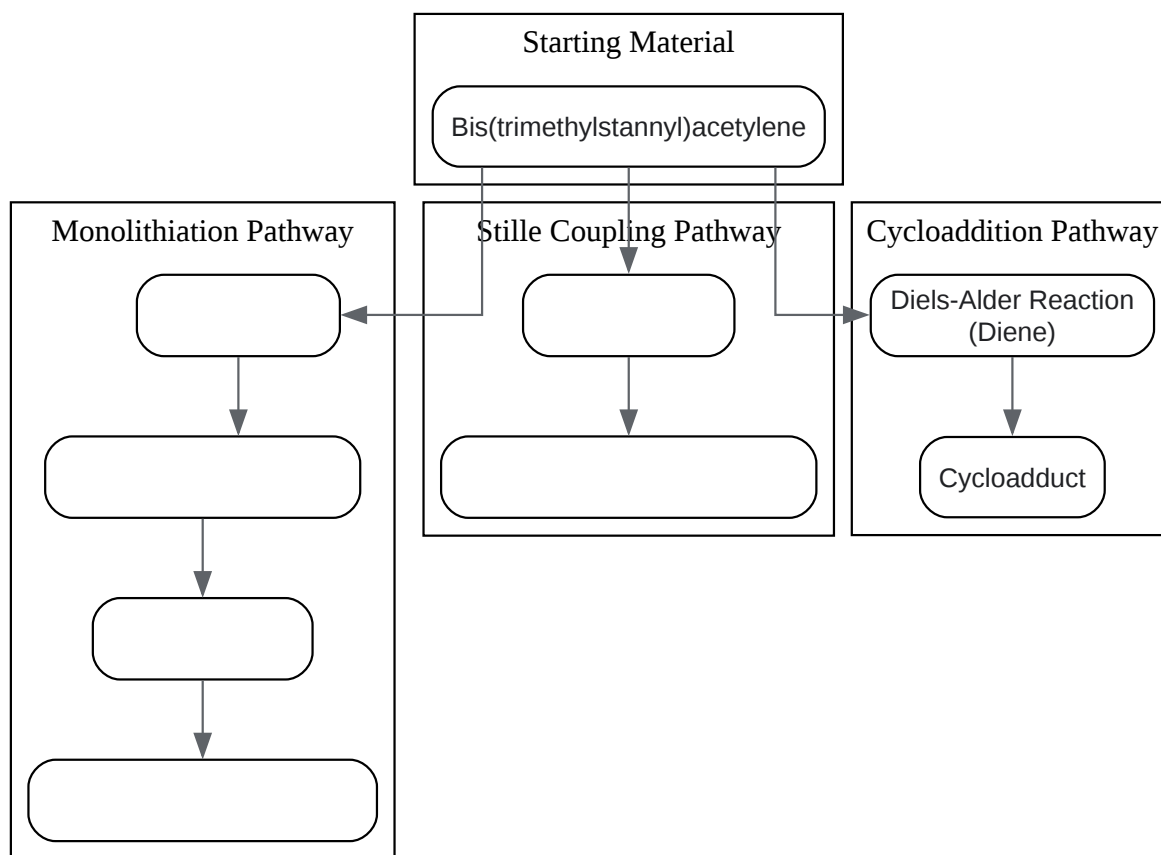 Starting Material
Bis(trimethylstannyl)acetylene
Monolithiation Pathway
Stille Coupling Pathway
Cycloaddition Pathway
Diels-Alder Reaction
(Diene)
Cycloadduct